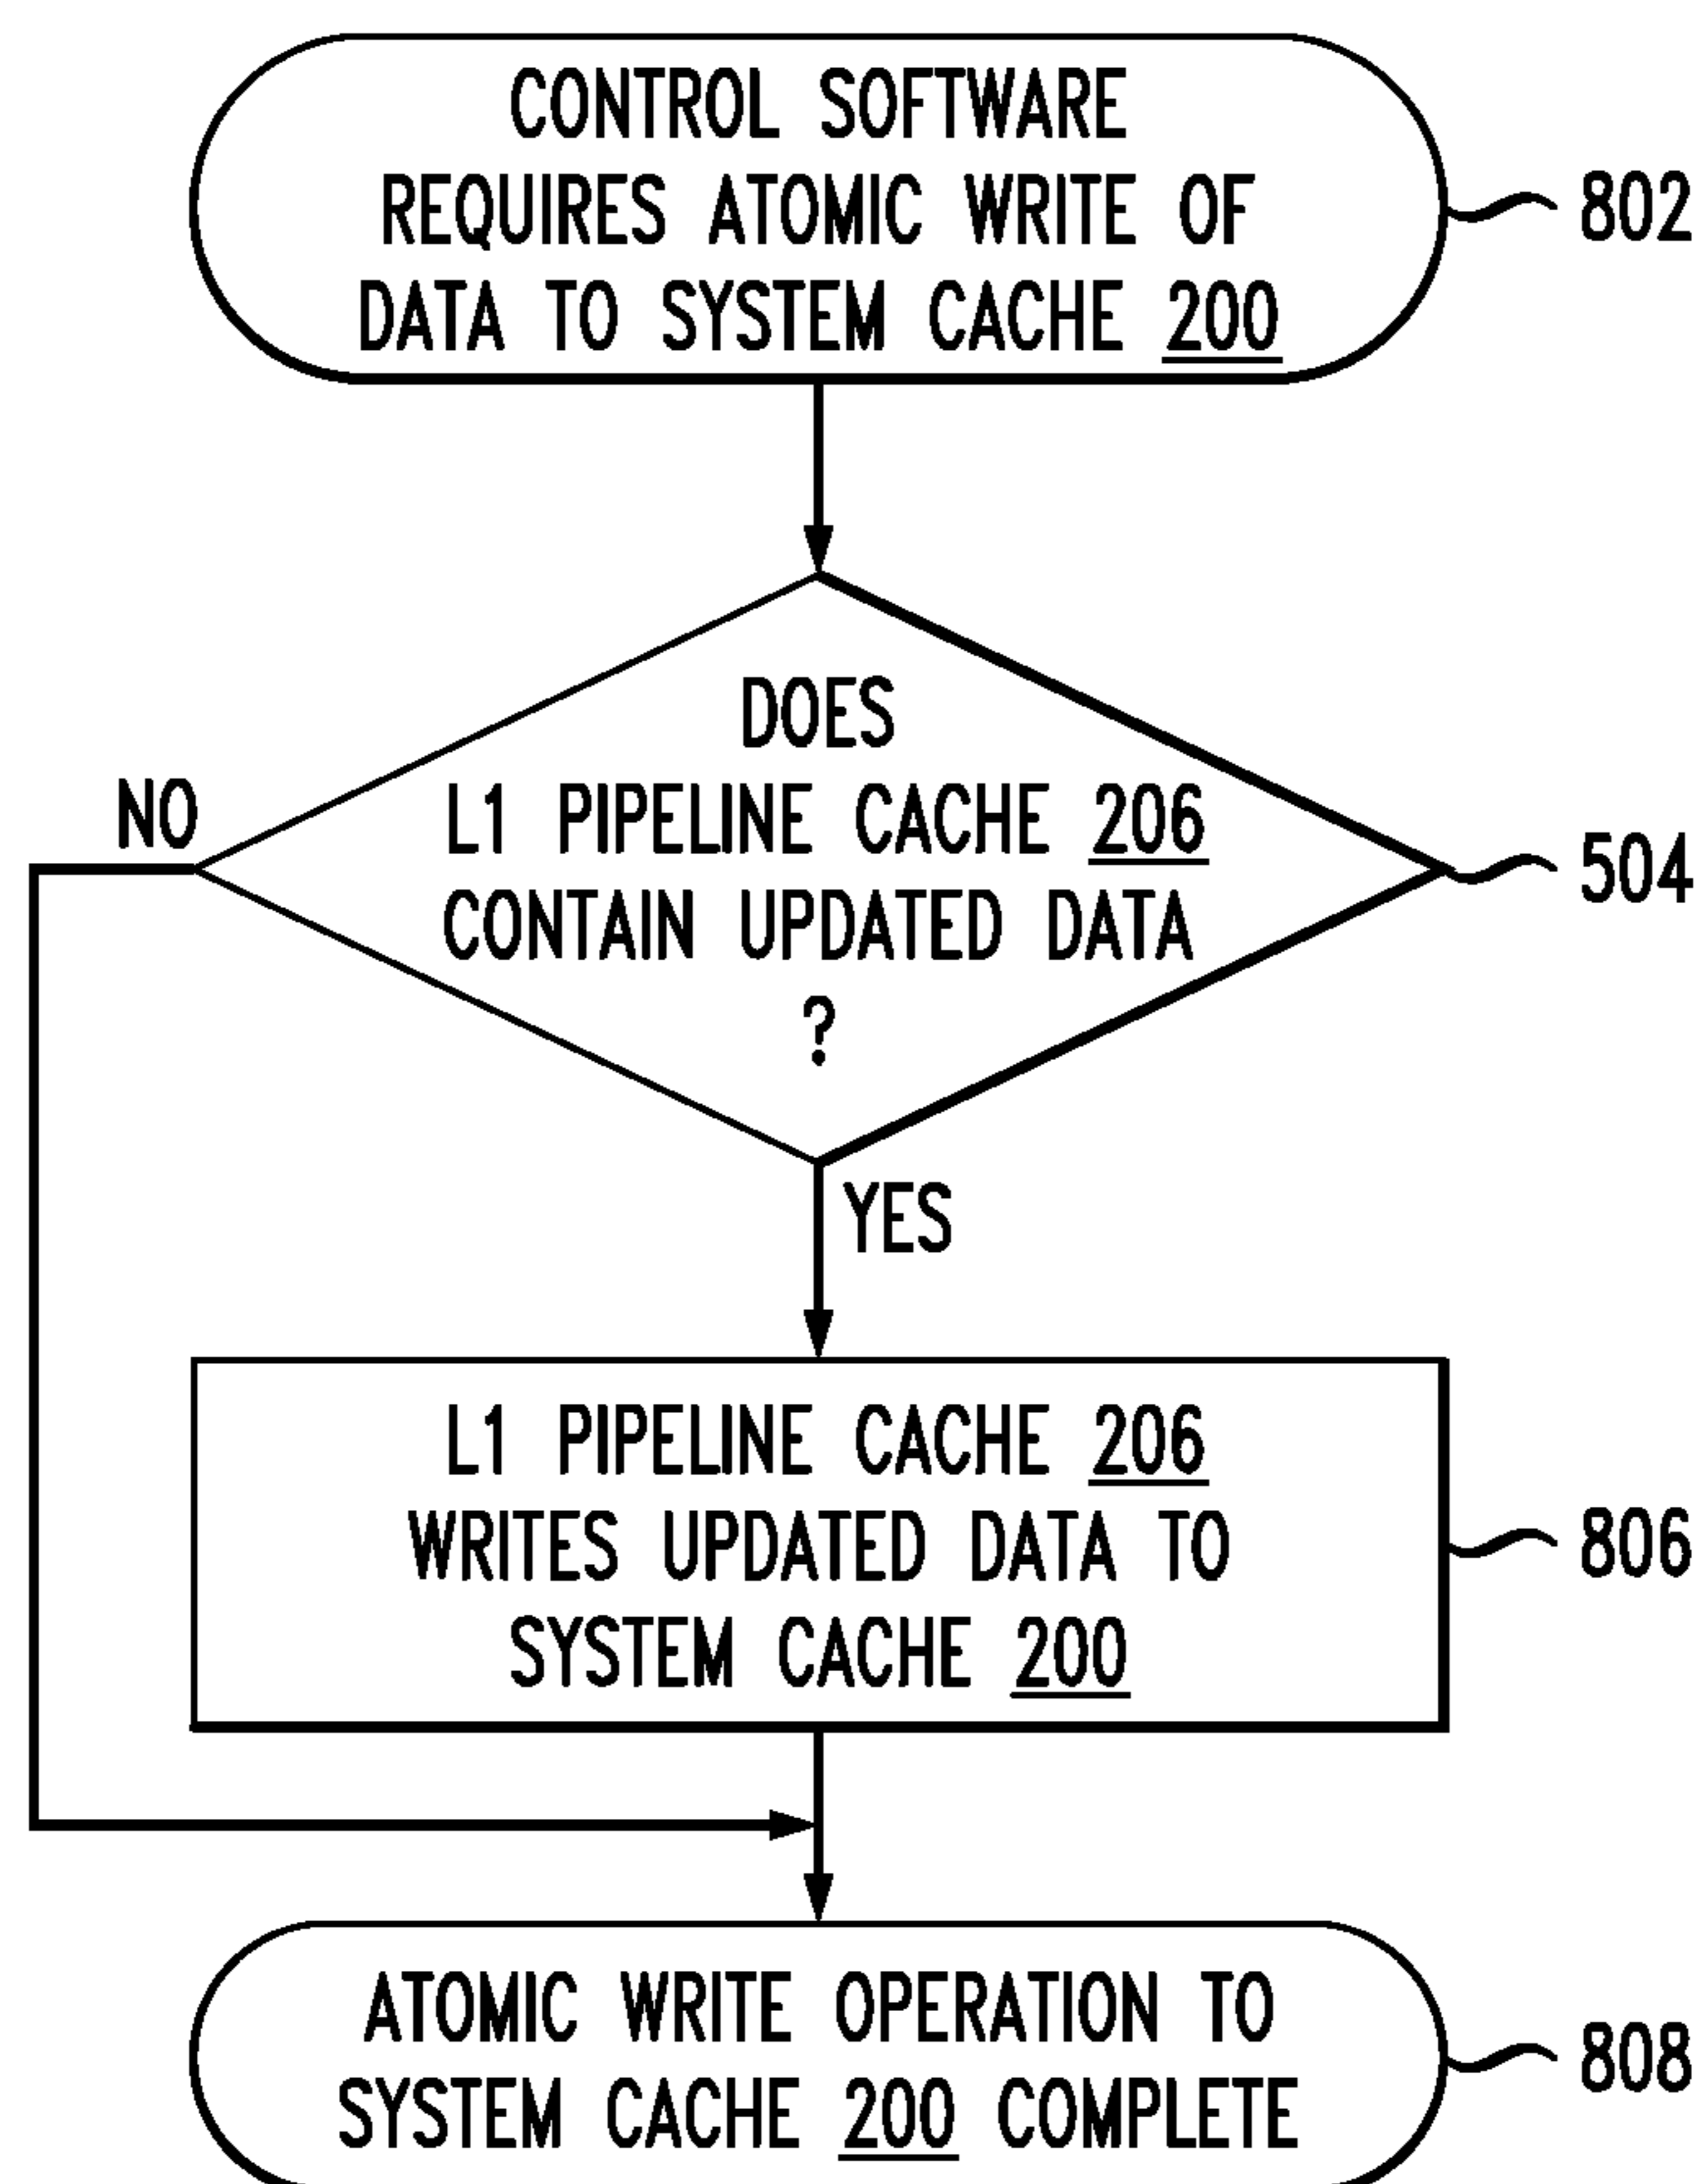 CONTROL SOFTWARE
REQUIRES ATOMIC WRITE OF
DATA TO SYSTEM CACHE 200
802
DOES
L1 PIPELINE CACHE 206
CONTAIN UPDATED DATA
?
NO
504
YES
L1 PIPELINE CACHE 206
WRITES UPDATED DATA TO
SYSTEM CACHE 200
806
ATOMIC WRITE OPERATION TO
SYSTEM CACHE 200 COMPLETE
808